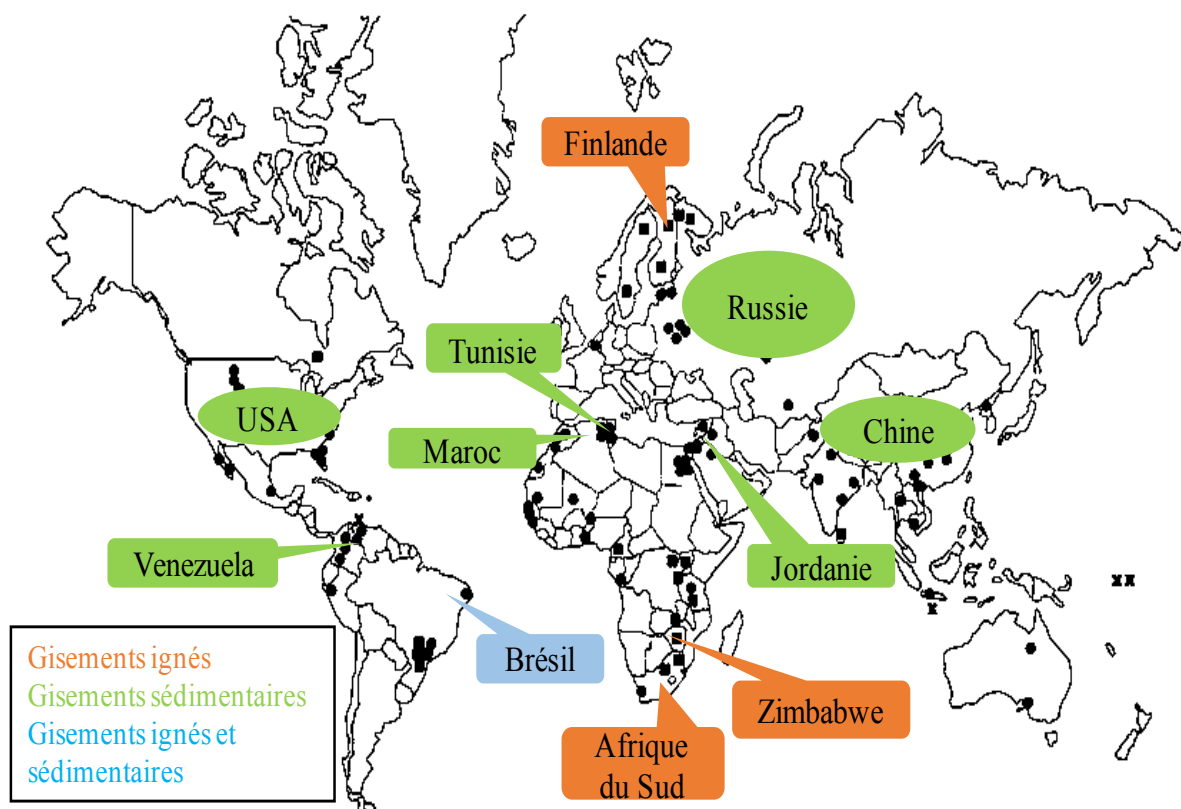 Finlande
Russie
Tunisie
USA
Chine
Maroc
Venezuela
Jordanie
Brésil
Zimbabwe
Afrique
du Sud
Gisements ignés
Gisements sédimentaires
Gisements ignés et
sédimentaires